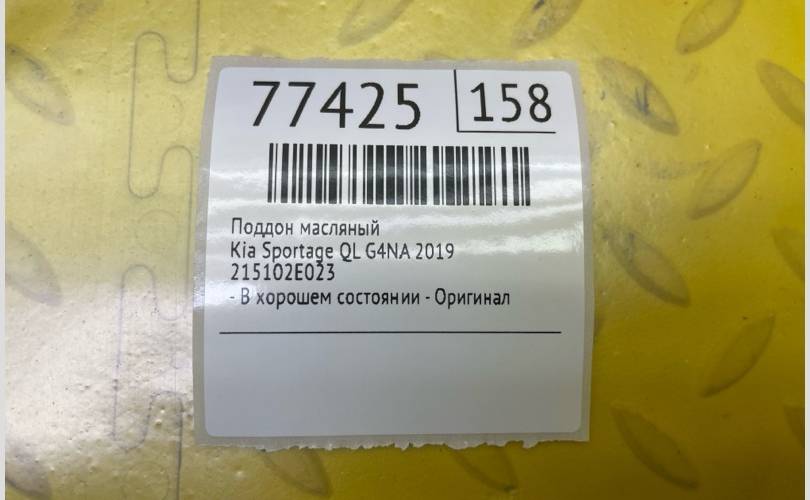 77425 158
Поддон масляный
Kia Sportage QL G4NA 2019
215102E023
- В хорошем состоянии - Оригинал